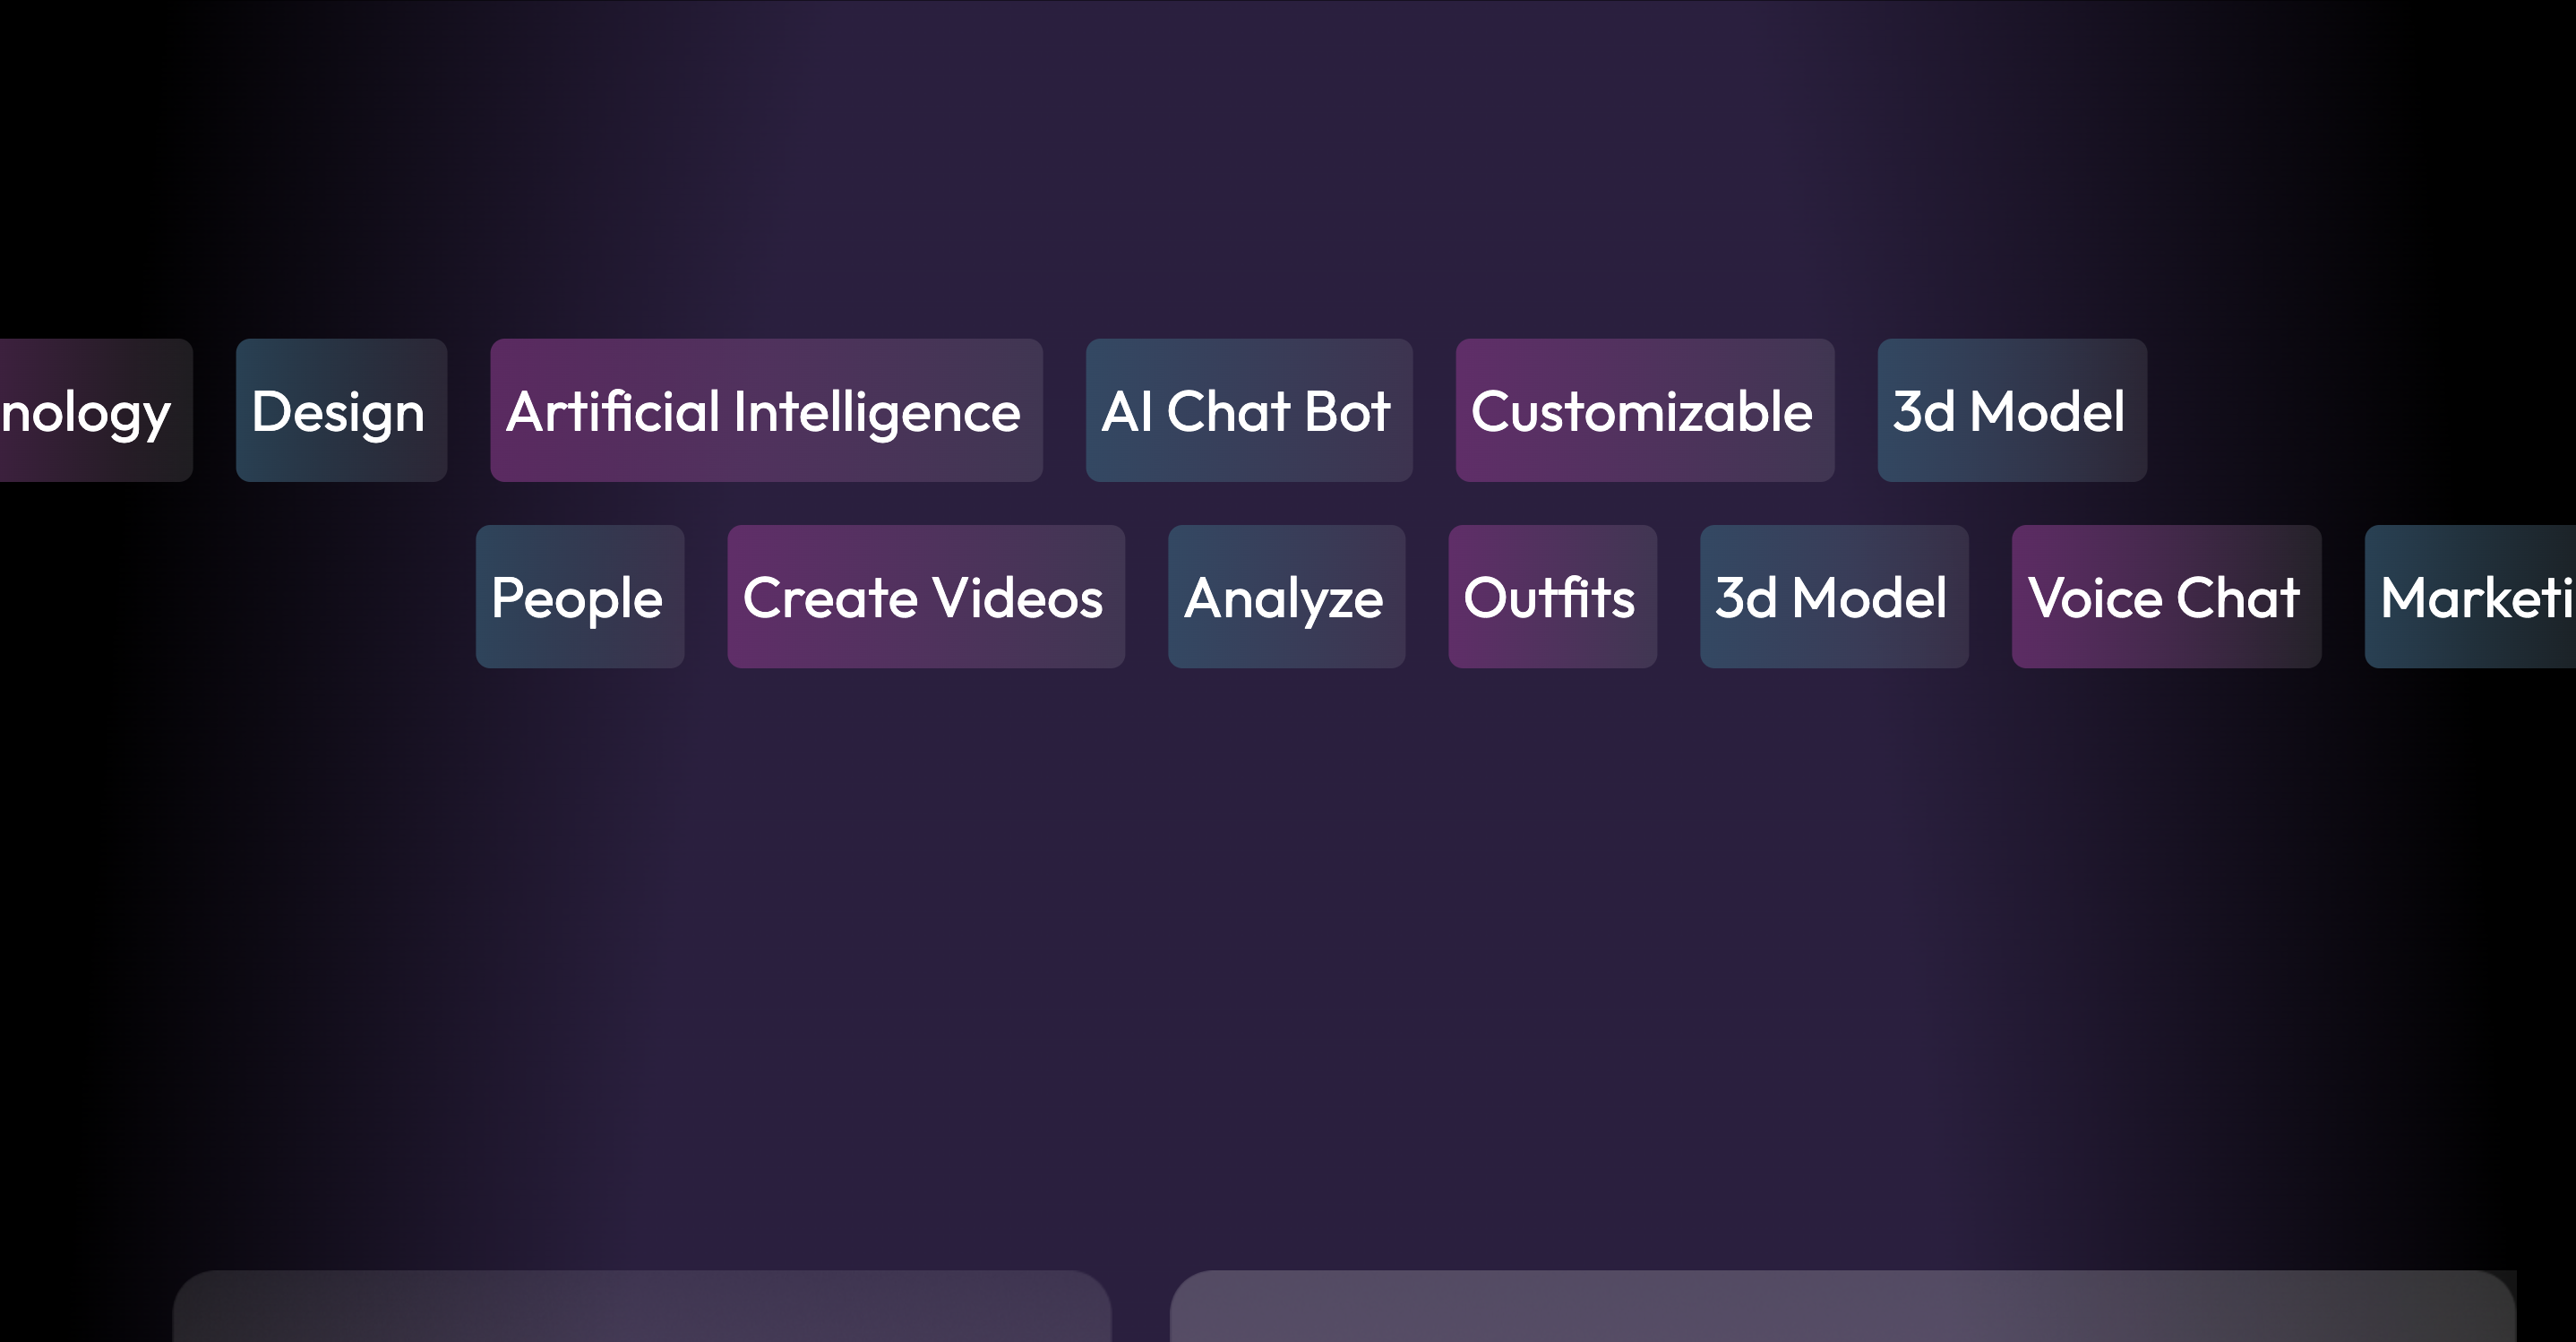 nology Design Artificial Intelligence AI Chat Bot Customizable 3d Model
People Create Videos Analyze Outfits 3d Model Voice Chat Marketi